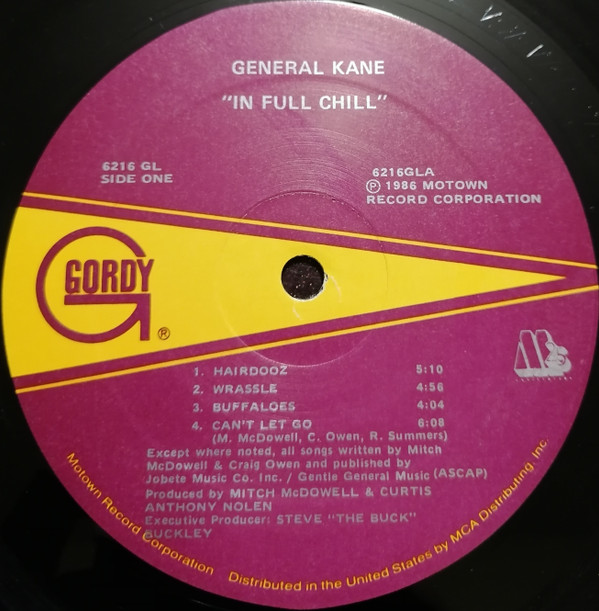 GENERAL KANE
"IN FULL CHILL"
6216 GL
SIDE ONE
6216GLA
Ⓟ 1986 MOTOWN
RECORD CORPORATION
GORDY
®
1. HAIRDOOZ 5:10
2. WRASSLE 4:56
3. BUFFALOES 4:04
4. CAN'T LET GO 6:08
(M. McDOWELL, C. OWEN, R. SUMMERS)
Except where noted, all songs written by Mitch
McDowell & Craig Owen and published by
Jobete Music Co. Inc. / Gentle General Music (ASCAP)
Produced by MITCH McDOWELL & CURTIS
ANTHONY NOLEN
Executive Producer: STEVE "THE BUCK"
BUCKLEY
Motown Record Corporation Distributed in the United States by MCA Distributing, Inc